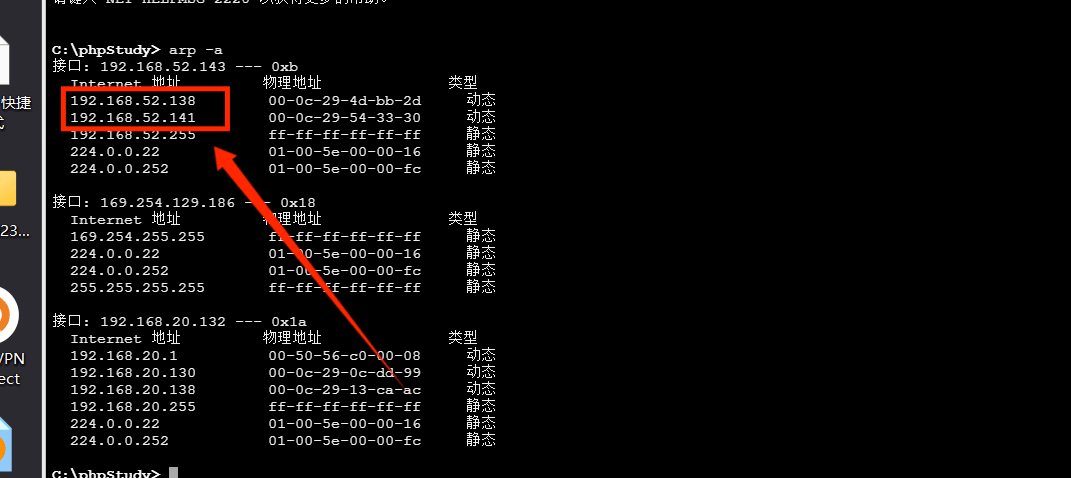 C:\phpStudy> arp -a
接口: 192.168.52.143 --- 0xb
Internet 地址 物理地址 类型
192.168.52.138 00-0c-29-4d-bb-2d 动态
192.168.52.141 00-0c-29-54-33-30 动态
192.168.52.255 ff-ff-ff-ff-ff-ff 静态
224.0.0.22 01-00-5e-00-00-16 静态
224.0.0.252 01-00-5e-00-00-fc 静态
接口: 169.254.129.186 --- 0x18
Internet 地址 物理地址 类型
169.254.255.255 ff-ff-ff-ff-ff-ff 静态
224.0.0.22 01-00-5e-00-00-16 静态
224.0.0.252 01-00-5e-00-00-fc 静态
255.255.255.255 ff-ff-ff-ff-ff-ff 静态
接口: 192.168.20.132 --- 0x1a
Internet 地址 物理地址 类型
192.168.20.1 00-50-56-c0-00-08 动态
192.168.20.130 00-0c-29-0c-dd-99 动态
192.168.20.138 00-0c-29-13-ca-ac 动态
192.168.20.255 ff-ff-ff-ff-ff-ff 静态
224.0.0.22 01-00-5e-00-00-16 静态
224.0.0.252 01-00-5e-00-00-fc 静态
C:\phpStudy>
快捷
23...
VPN
ect